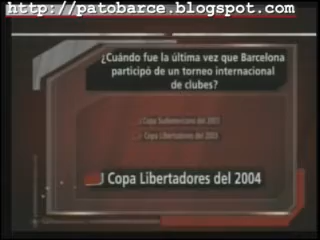 http://patobarce.blogspot.com
¿Cuándo fue la última vez que Barcelona
participó de un torneo internacional
de clubes?
Copa Sudamericana del 2003
Copa Libertadores del 2003
Copa Libertadores del 2004